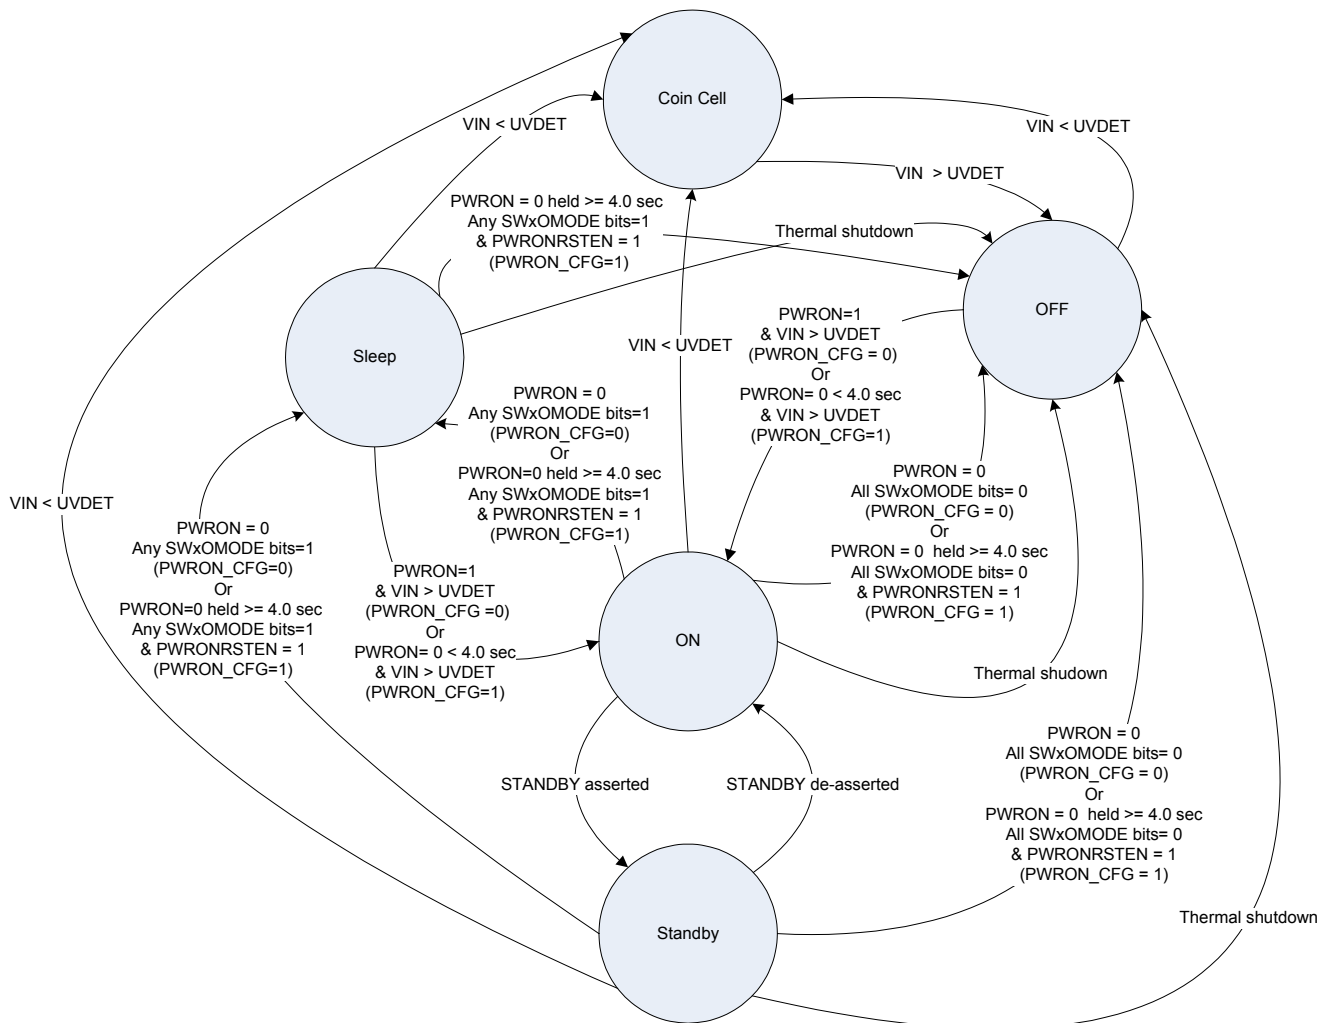 Coin Cell
VIN < UVDET
VIN < UVDET
VIN  > UVDET
PWRON = 0 held >= 4.0 sec
Any SWxOMODE bits=1
& PWRONRSTEN = 1
(PWRON_CFG=1)
Thermal shutdown
OFF
Sleep
PWRON=1
& VIN > UVDET
(PWRON_CFG = 0)
Or
PWRON= 0 < 4.0 sec
& VIN > UVDET
(PWRON_CFG=1)
VIN < UVDET
PWRON = 0
Any SWxOMODE bits=1
(PWRON_CFG=0)
Or
PWRON=0 held >= 4.0 sec
Any SWxOMODE bits=1
& PWRONRSTEN = 1
(PWRON_CFG=1)
PWRON = 0
All SWxOMODE bits= 0
(PWRON_CFG = 0)
Or
PWRON = 0  held >= 4.0 sec
All SWxOMODE bits= 0
& PWRONRSTEN = 1
(PWRON_CFG = 1)
VIN < UVDET
PWRON = 0
Any SWxOMODE bits=1
(PWRON_CFG=0)
Or
PWRON=0 held >= 4.0 sec
Any SWxOMODE bits=1
& PWRONRSTEN = 1
(PWRON_CFG=1)
PWRON=1
& VIN > UVDET
(PWRON_CFG =0)
Or
PWRON= 0 < 4.0 sec
& VIN > UVDET
(PWRON_CFG=1)
ON
Thermal shudown
STANDBY asserted
STANDBY de-asserted
PWRON = 0
All SWxOMODE bits= 0
(PWRON_CFG = 0)
Or
PWRON = 0  held >= 4.0 sec
All SWxOMODE bits= 0
& PWRONRSTEN = 1
(PWRON_CFG = 1)
Standby
Thermal shutdown